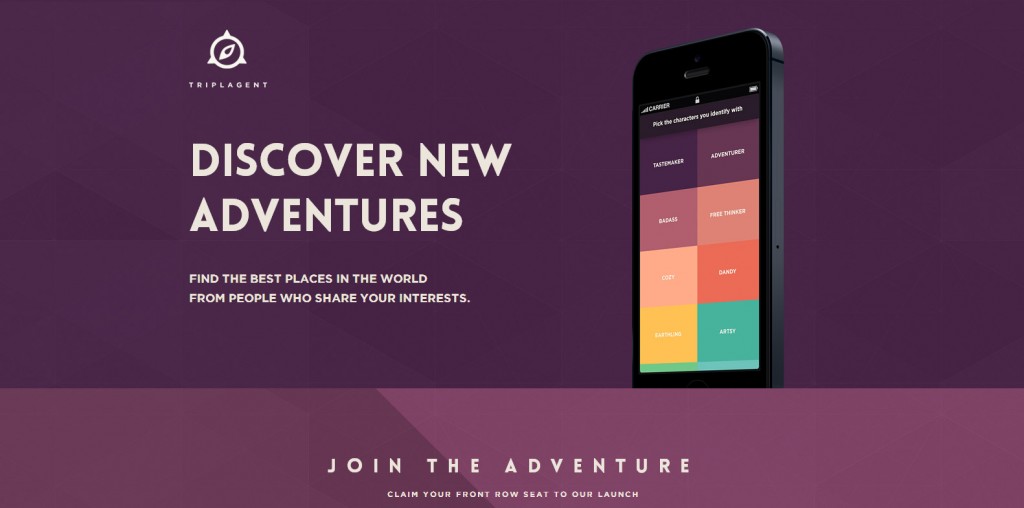 TRIPLAGENT
DISCOVER NEW
ADVENTURES
FIND THE BEST PLACES IN THE WORLD
FROM PEOPLE WHO SHARE YOUR INTERESTS.
CARRIER
Pick the characters you identify with
TASTEMAKER
ADVENTURER
BADASS
FREE THINKER
COZY
DANDY
EARTHLING
ARTSY
JOIN THE ADVENTURE
CLAIM YOUR FRONT ROW SEAT TO OUR LAUNCH